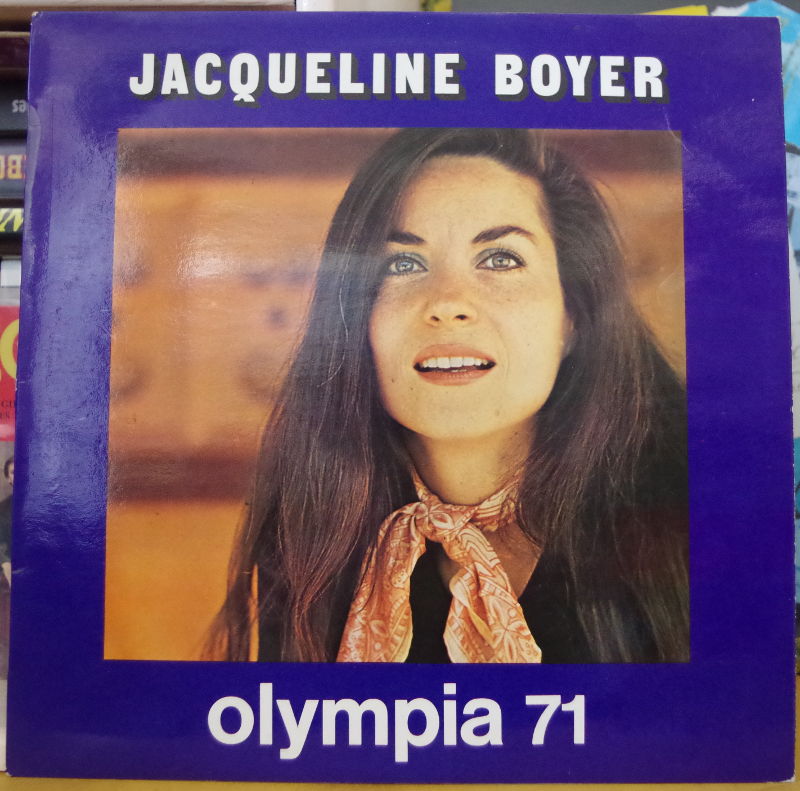 JACQUELINE BOYER
olympia 71